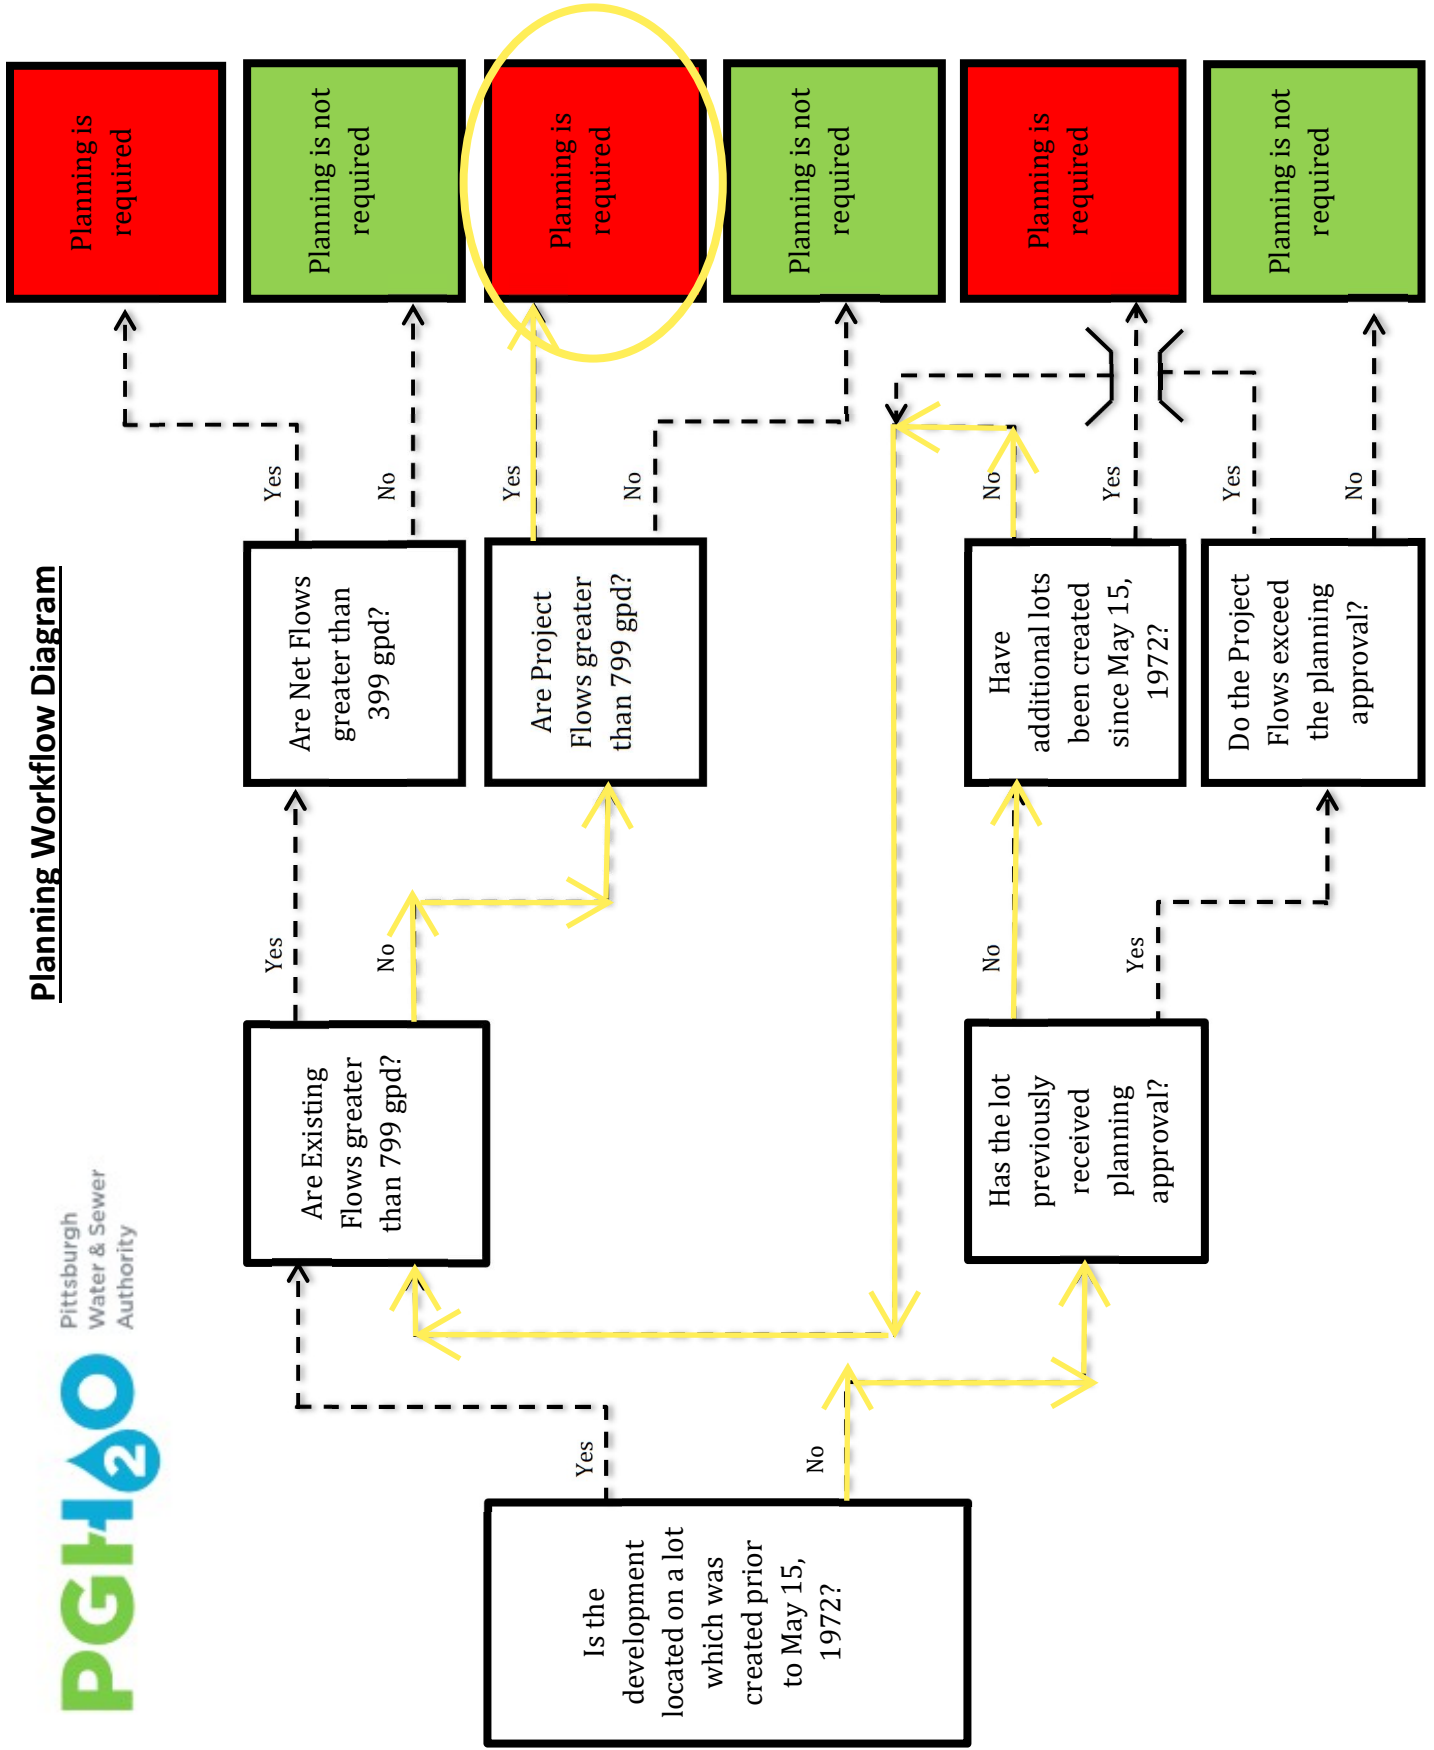 PGH2O
Pittsburgh
Water & Sewer
Authority
Planning Workflow Diagram
Is the
development
located on a lot
which was
created prior
to May 15,
1972?
Yes
No
Are Existing
Flows greater
than 799 gpd?
Yes
No
Has the lot
previously
received
planning
approval?
No
Yes
Are Net Flows
greater than
399 gpd?
Yes
No
Are Project
Flows greater
than 799 gpd?
Yes
No
Have
additional lots
been created
since May 15,
1972?
No
Yes
Do the Project
Flows exceed
the planning
approval?
Yes
No
Planning is
required
Planning is not
required
Planning is
required
Planning is not
required
Planning is
required
Planning is not
required